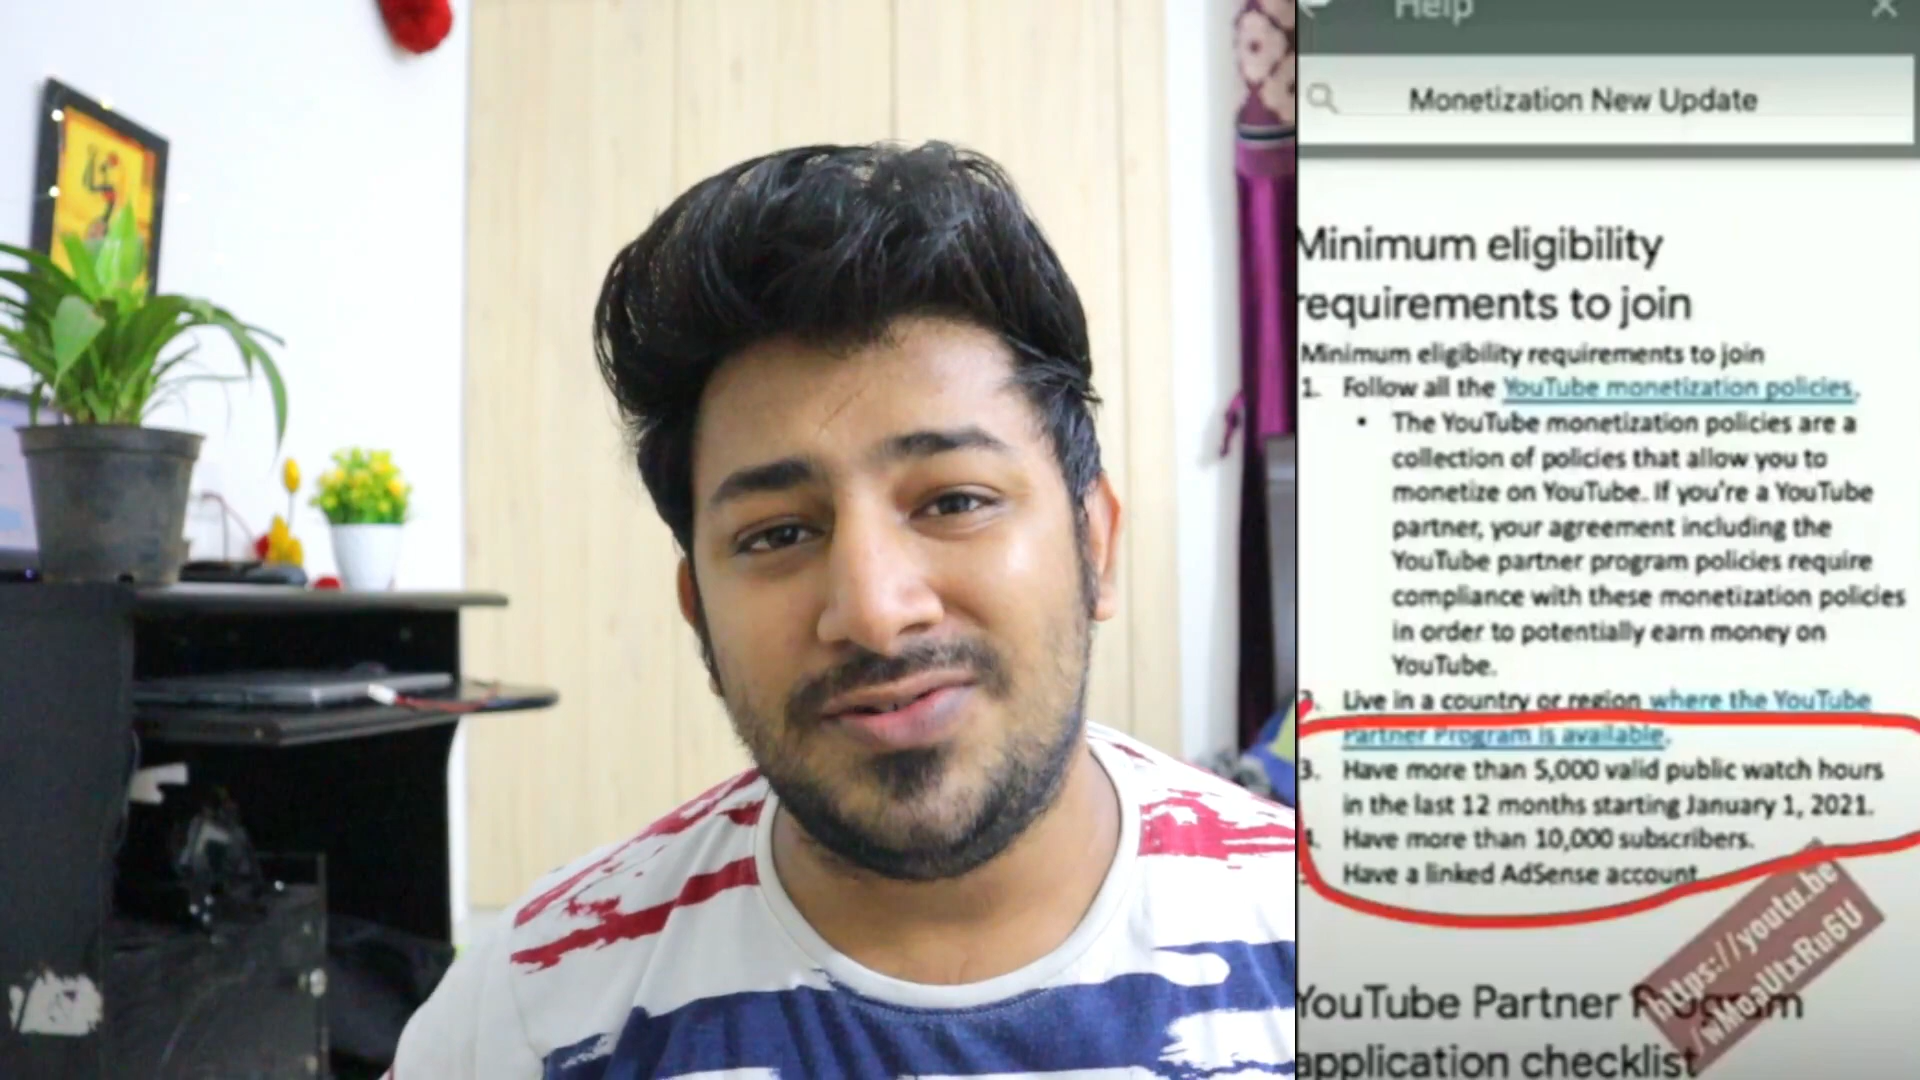 Help
Monetization New Update
Minimum eligibility
requirements to join
Minimum eligibility requirements to join
1. Follow all the YouTube monetization policies.
• The YouTube monetization policies are a
collection of policies that allow you to
monetize on YouTube. If you're a YouTube
partner, your agreement including the
YouTube partner program policies require
compliance with these monetization policies
in order to potentially earn money on
YouTube.
2. Live in a country or region where the YouTube
Partner Program is available.
3. Have more than 5,000 valid public watch hours
in the last 12 months starting January 1, 2021.
4. Have more than 10,000 subscribers.
Have a linked AdSense account
https://youtu.be
YouTube Partner Program
application checklist